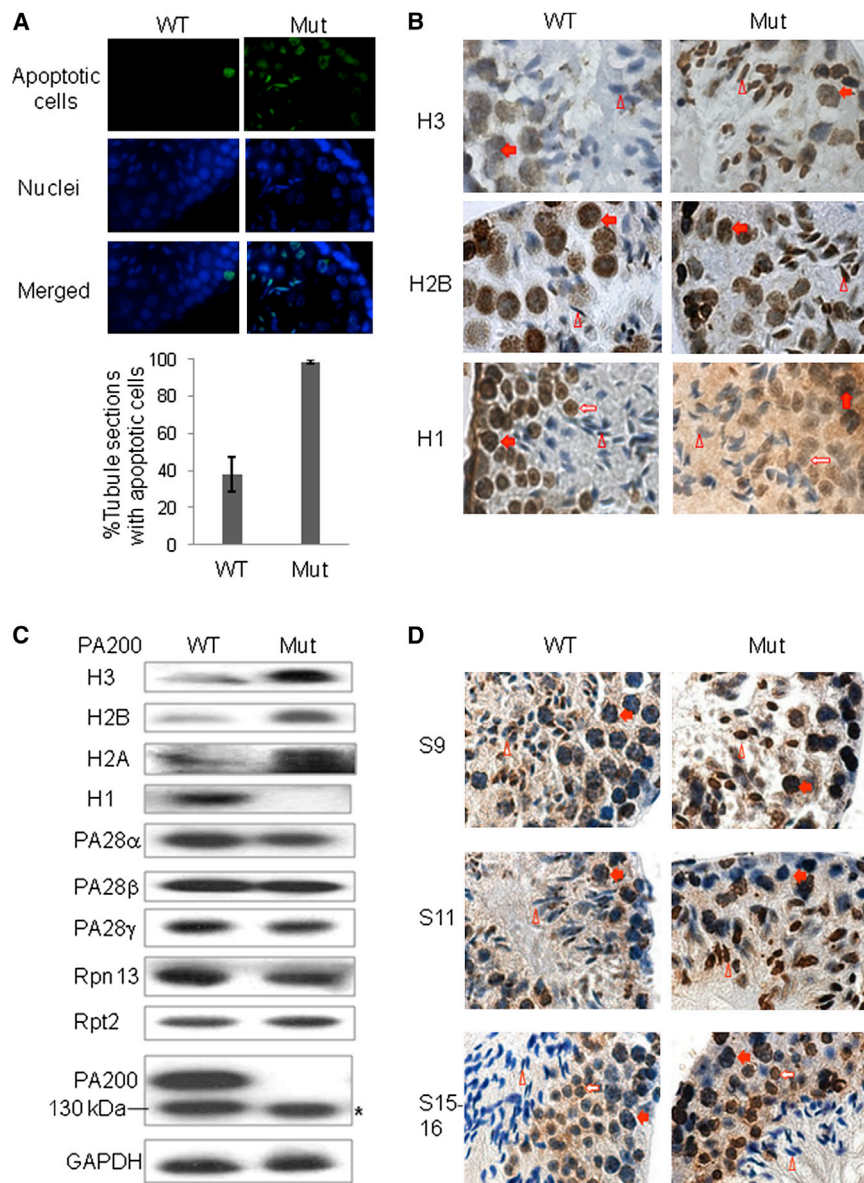 A
WT Mut
Apoptotic
cells
Nuclei
Merged
%Tubule sections
with apoptotic cells
100
80
60
40
20
0
WT Mut
B
WT Mut
H3
H2B
H1
C
PA200 WT Mut
H3
H2B
H2A
H1
PA28α
PA28β
PA28γ
Rpn13
Rpt2
PA200
130 kDa *
GAPDH
D
WT Mut
S9
S11
S15-
16